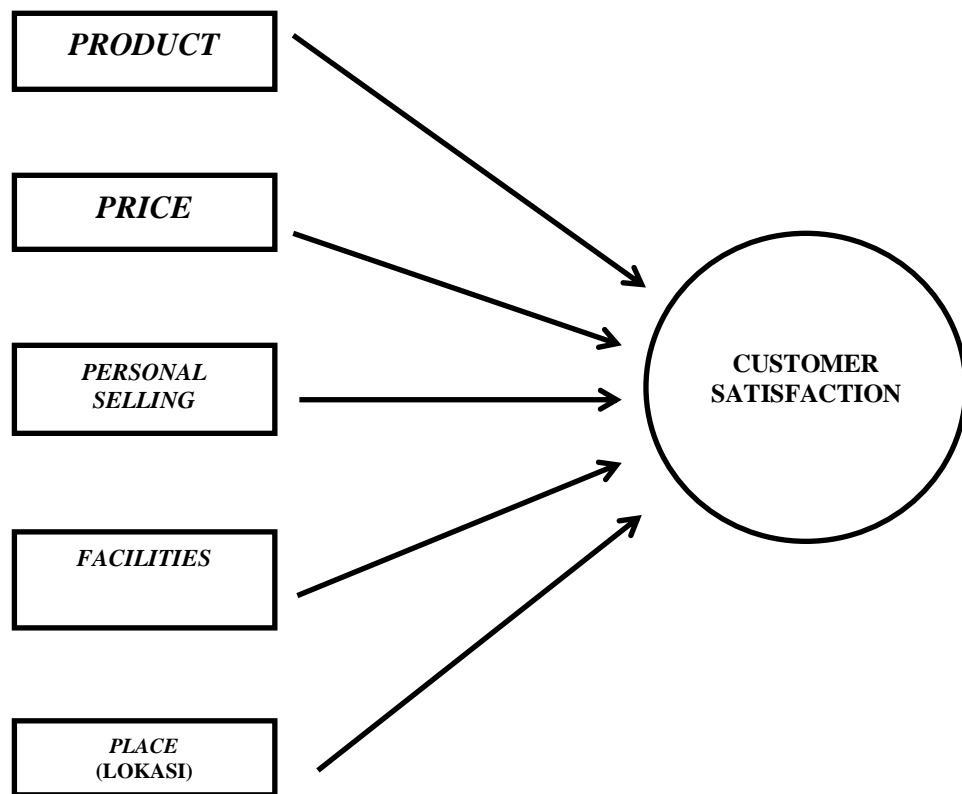 PRODUCT
PRICE
PERSONAL
SELLING
FACILITIES
PLACE
(LOKASI)
CUSTOMER
SATISFACTION